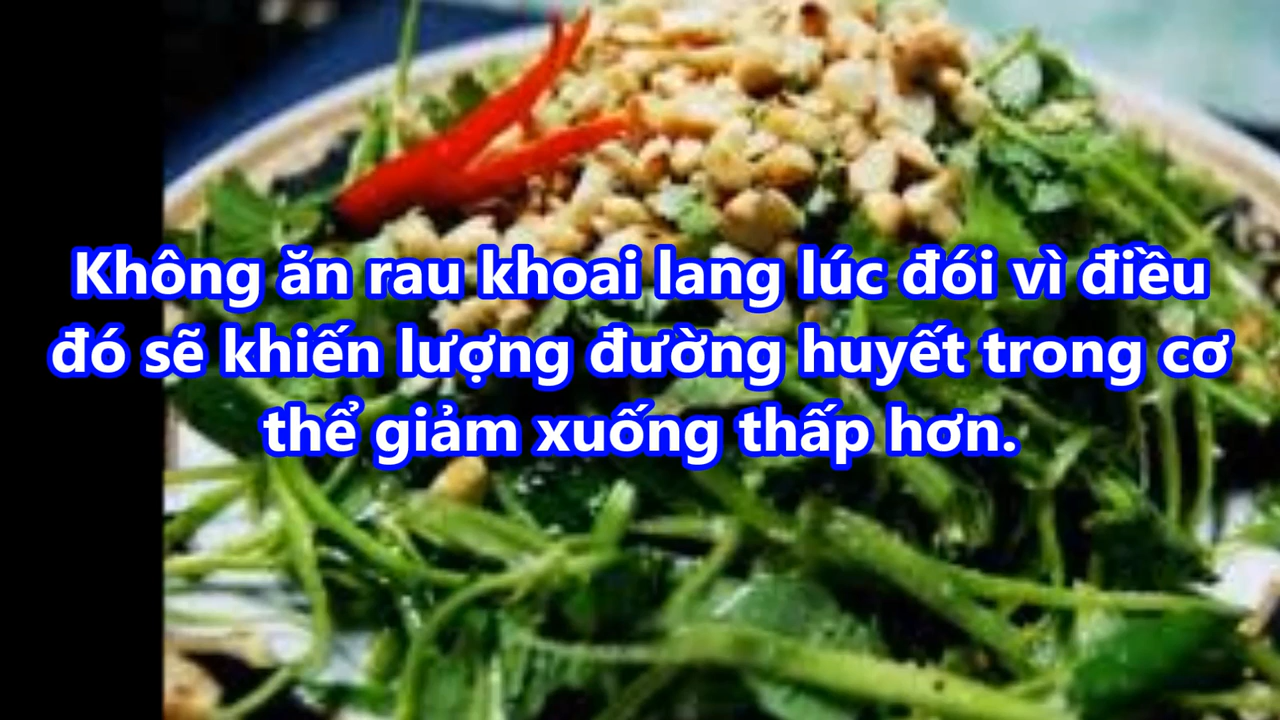 Không ăn rau khoai lang lúc đói vì điều
đó sẽ khiến lượng đường huyết trong cơ
thể giảm xuống thấp hơn.